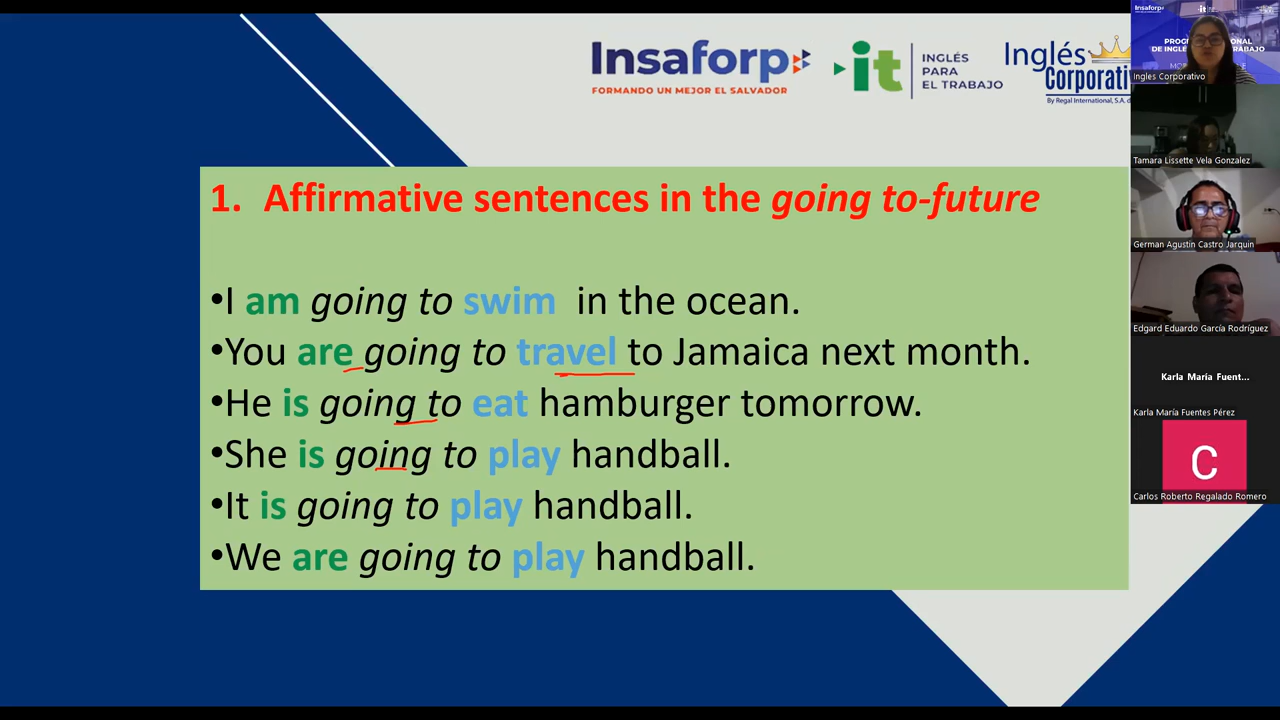 Insaforp
FORMANDO UN MEJOR EL SALVADOR
it
INGLÉS
PARA
EL TRABAJO
Inglés
Corporati
By Regal International, S.A. d
1. Affirmative sentences in the going to-future
•I am going to swim in the ocean.
•You are going to travel to Jamaica next month.
•He is going to eat hamburger tomorrow.
•She is going to play handball.
•It is going to play handball.
•We are going to play handball.
Insaforp
it
Ingles Corporativo
Tamara Lissette Vela Gonzalez
German Agustin Castro Jarquin
Edgard Eduardo García Rodríguez
Karla María Fuent...
Karla María Fuentes Pérez
C
Carlos Roberto Regalado Romero